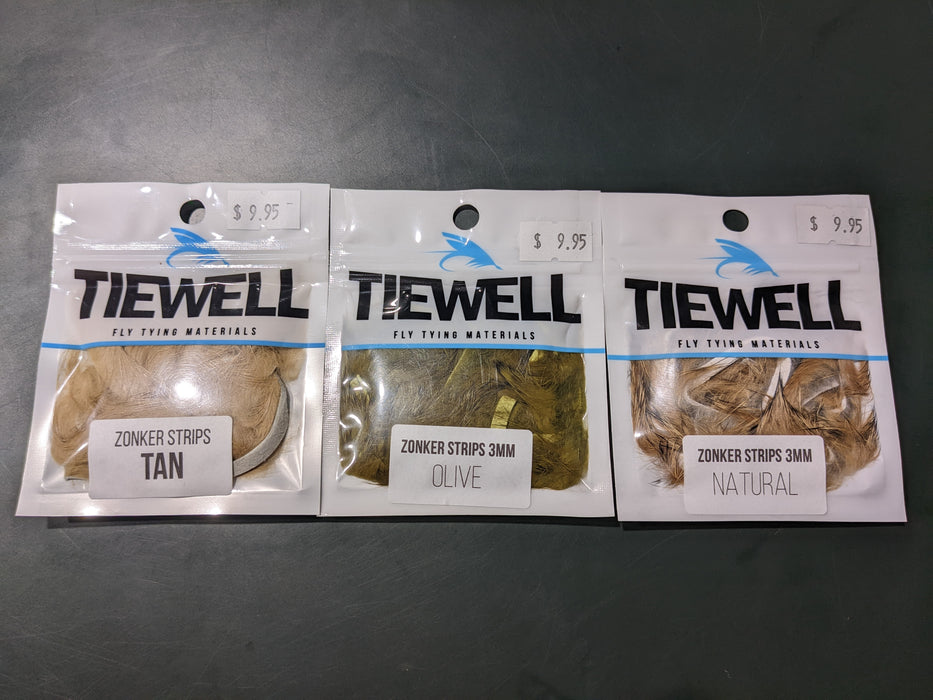 $ 9.95
TIEWELL
FLY TYING MATERIALS
ZONKER STRIPS
TAN
$ 9.95
TIEWELL
FLY TYING MATERIALS
ZONKER STRIPS 3MM
OLIVE
$ 9.95
TIEWELL
FLY TYING MATERIALS
ZONKER STRIPS 3MM
NATURAL